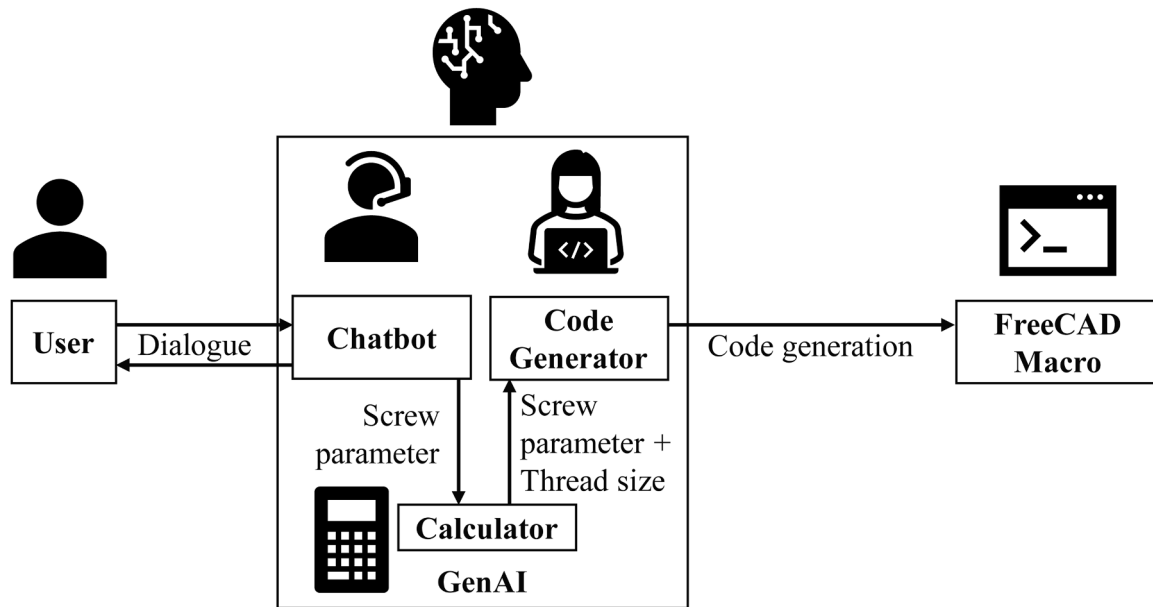 User
Dialogue
Chatbot
Code
Generator
</>
Code generation
>_
FreeCAD
Macro
Screw
parameter
Screw
parameter +
Thread size
Calculator
GenAI